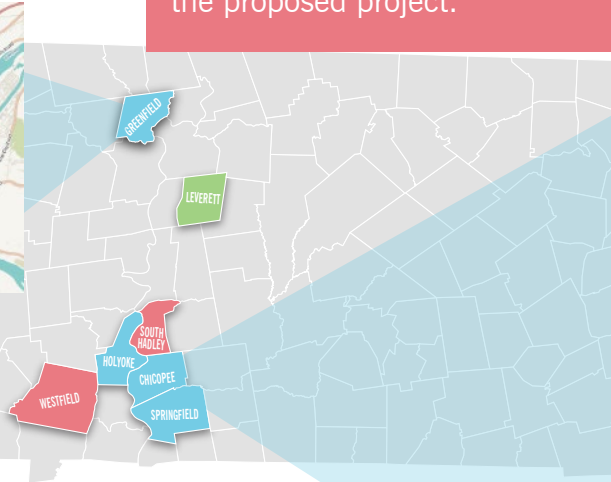 the proposed project.
GREENFIELD
LEVERETT
SOUTH
HADLEY
HOLYOKE
CHICOPEE
WESTFIELD
SPRINGFIELD